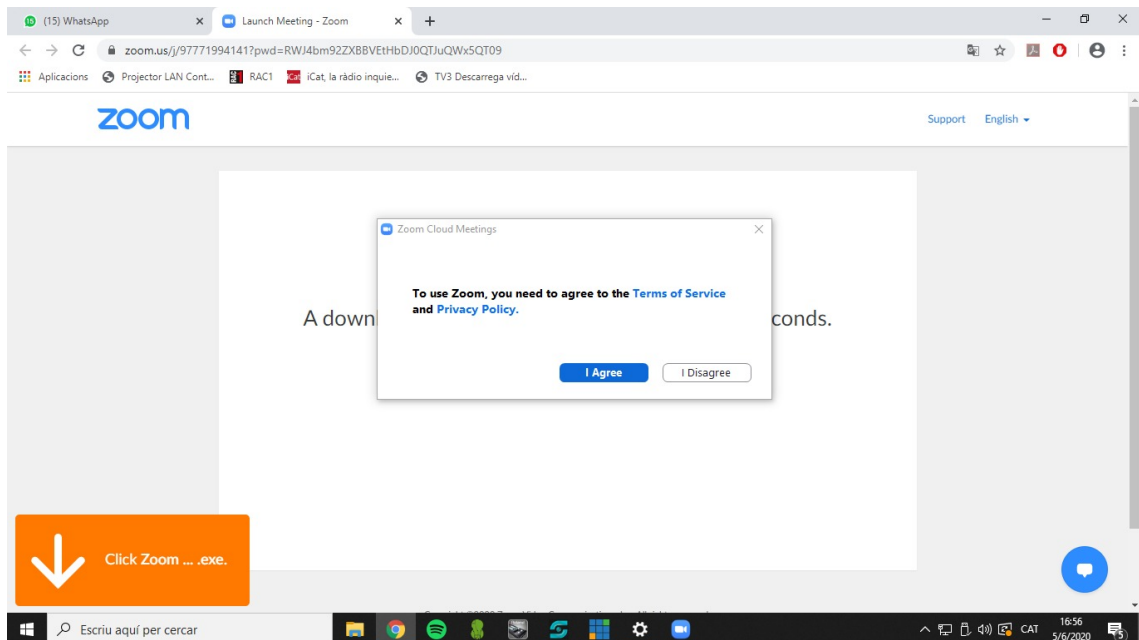 (15) WhatsApp
Launch Meeting - Zoom
zoom.us/j/97771994141?pwd=RWJ4bm92ZXBBVEtHbDJ0QTJuQWx5QT09
Aplicacions Projector LAN Cont... RAC1 iCat, la ràdio inquie... TV3 Descarrega víd...
zoom
Support English
Zoom Cloud Meetings
To use Zoom, you need to agree to the Terms of Service
and Privacy Policy.
A down conds.
I Agree I Disagree
Click Zoom ... .exe.
Escriu aquí per cercar
CAT
16:56
5/6/2020